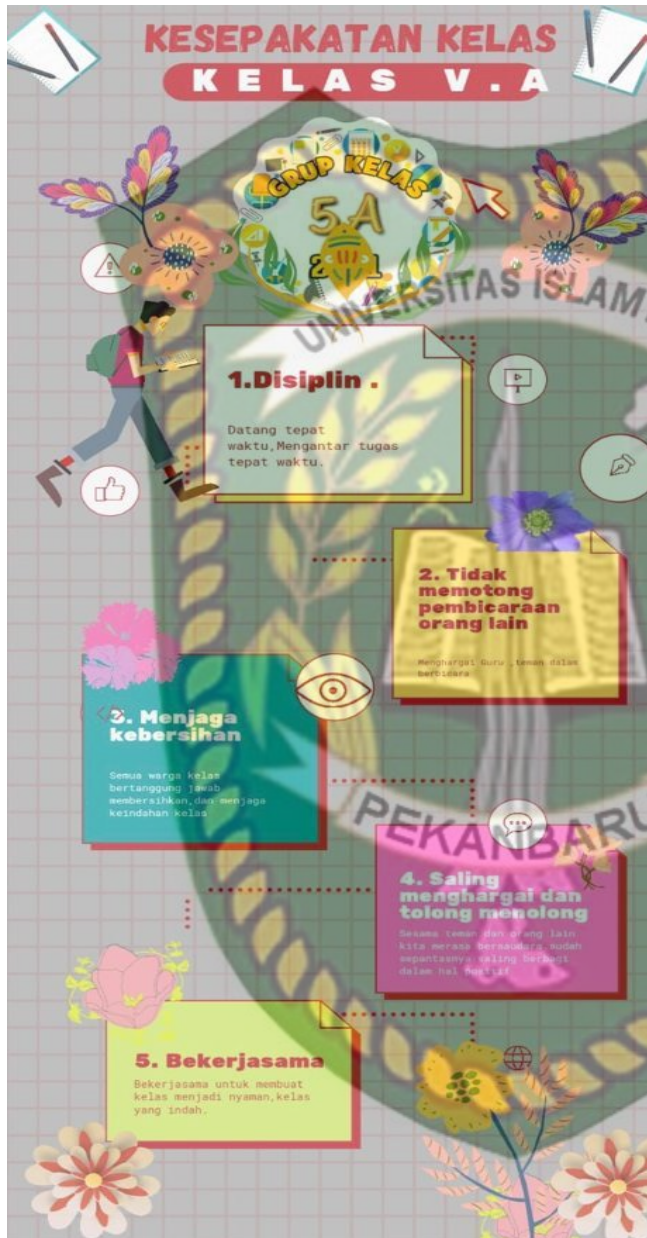 KESEPAKATAN KELAS
KELAS V.A
GRUP KELAS
5A
UNIVERSITAS ISLAM
1.Disiplin .
Datang tepat
waktu,Mengantar tugas
tepat waktu.
2. Tidak
memotong
pembicaraan
orang lain
Menghargai Guru ,teman dalam
berbicara
3. Menjaga
kebersihan
Semua warga kelas
bertanggung jawab
membersihkan,dan menjaga
keindahan kelas
PEKANBARU
4. Saling
menghargai dan
tolong menolong
Sesama teman dan orang lain
kita merasa bersaudara.sudah
sepantasnya saling berbagi
dalam hal positif
5. Bekerjasama
Bekerjasama untuk membuat
kelas menjadi nyaman,kelas
yang indah.